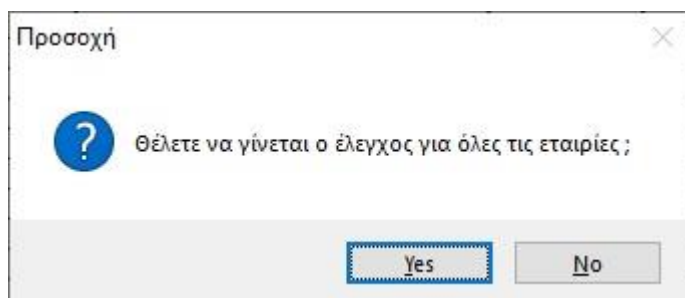 Προσοχή
Θέλετε να γίνεται ο έλεγχος για όλες τις εταιρίες ;
Yes No